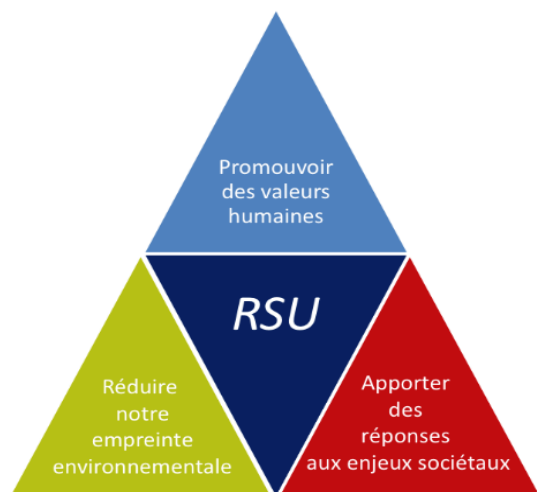 Promouvoir
des valeurs
humaines
RSU
Réduire
notre
empreinte
environnementale
Apporter
des
réponses
aux enjeux sociétaux